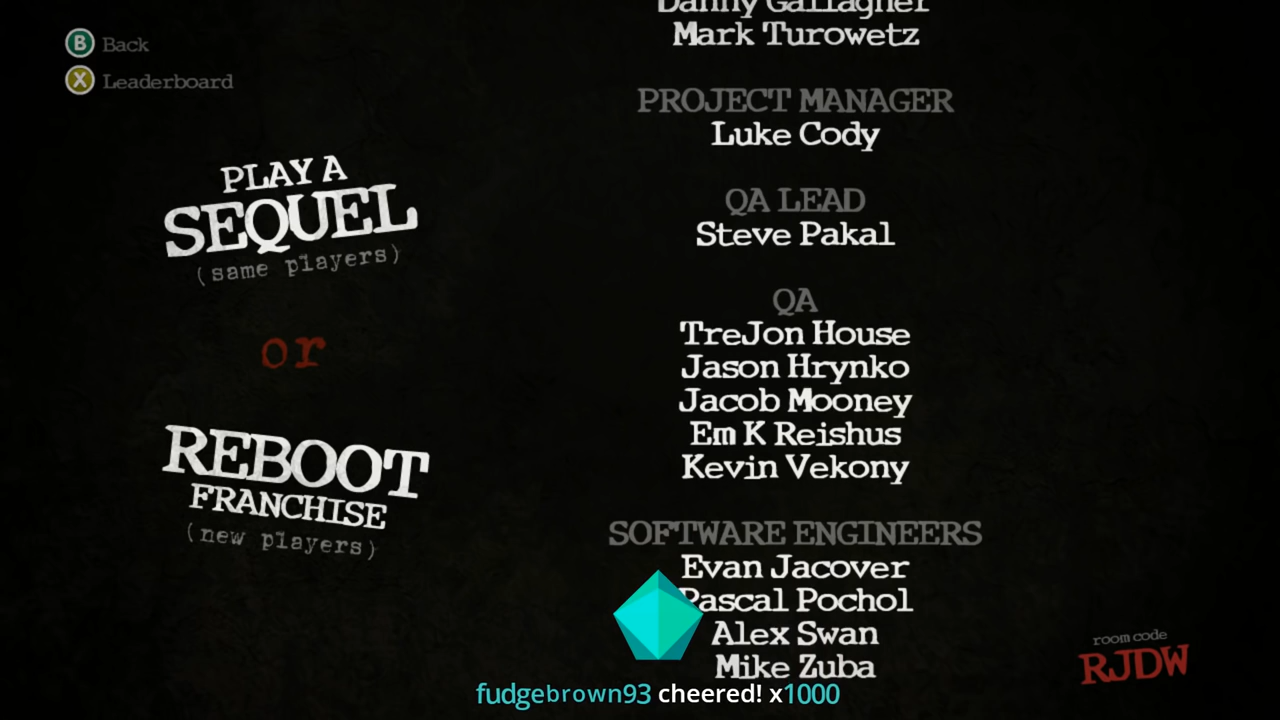 B Back
X Leaderboard
PLAY A
SEQUEL
(same players)
or
REBOOT
FRANCHISE
(new players)
Danny Gallagher
Mark Turowetz
PROJECT MANAGER
Luke Cody
QA LEAD
Steve Pakal
QA
TreJon House
Jason Hrynko
Jacob Mooney
Em K Reishus
Kevin Vekony
SOFTWARE ENGINEERS
Evan Jacover
Pascal Pochol
Alex Swan
Mike Zuba
room code
RJDW
fudgebrown93 cheered! x1000